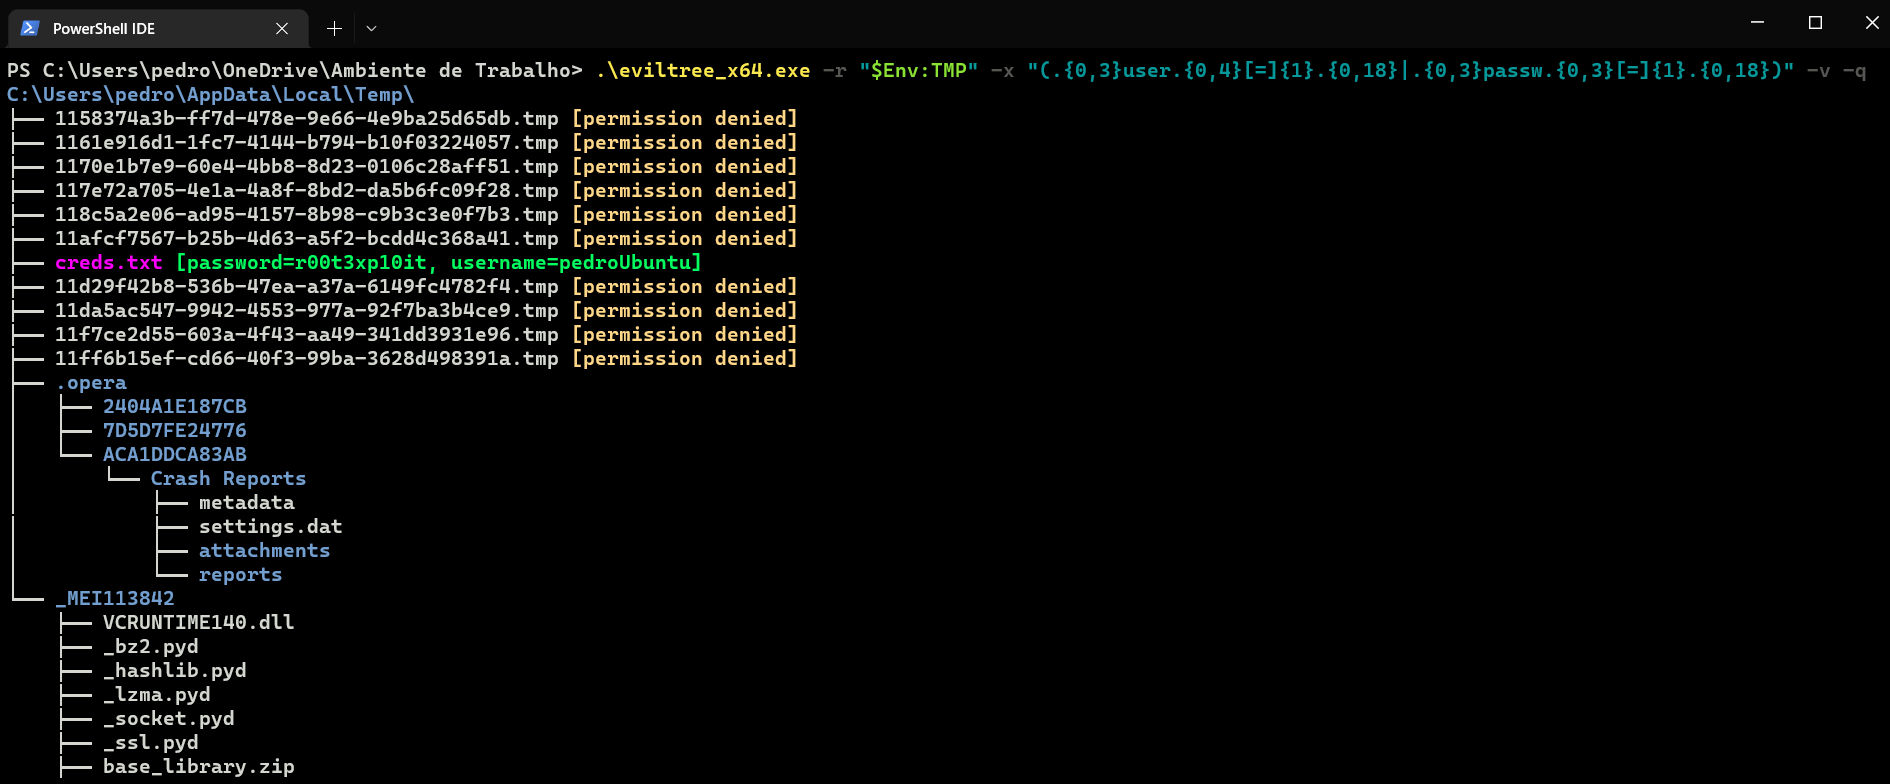 PowerShell IDE
PS C:\Users\pedro\OneDrive\Ambiente de Trabalho> .\eviltree_x64.exe -r "$Env:TMP" -x "(.{0,3}user.{0,4}[=]{1}.{0,18}|.{0,3}passw.{0,3}[=]{1}.{0,18})" -v -q
C:\Users\pedro\AppData\Local\Temp\
├── 1158374a3b-ff7d-478e-9e66-4e9ba25d65db.tmp [permission denied]
├── 1161e916d1-1fc7-4144-b794-b10f03224057.tmp [permission denied]
├── 1170e1b7e9-60e4-4bb8-8d23-0106c28aff51.tmp [permission denied]
├── 117e72a705-4e1a-4a8f-8bd2-da5b6fc09f28.tmp [permission denied]
├── 118c5a2e06-ad95-4157-8b98-c9b3c3e0f7b3.tmp [permission denied]
├── 11afcf7567-b25b-4d63-a5f2-bcdd4c368a41.tmp [permission denied]
├── creds.txt [password=r00t3xp10it, username=pedroUbuntu]
├── 11d29f42b8-536b-47ea-a37a-6149fc4782f4.tmp [permission denied]
├── 11da5ac547-9942-4553-977a-92f7ba3b4ce9.tmp [permission denied]
├── 11f7ce2d55-603a-4f43-aa49-341dd3931e96.tmp [permission denied]
├── 11ff6b15ef-cd66-40f3-99ba-3628d498391a.tmp [permission denied]
├── .opera
│   ├── 2404A1E187CB
│   ├── 7D5D7FE24776
│   └── ACA1DDCA83AB
│       └── Crash Reports
│           ├── metadata
│           ├── settings.dat
│           ├── attachments
│           └── reports
└── _MEI113842
    ├── VCRUNTIME140.dll
    ├── _bz2.pyd
    ├── _hashlib.pyd
    ├── _lzma.pyd
    ├── _socket.pyd
    ├── _ssl.pyd
    ├── base_library.zip